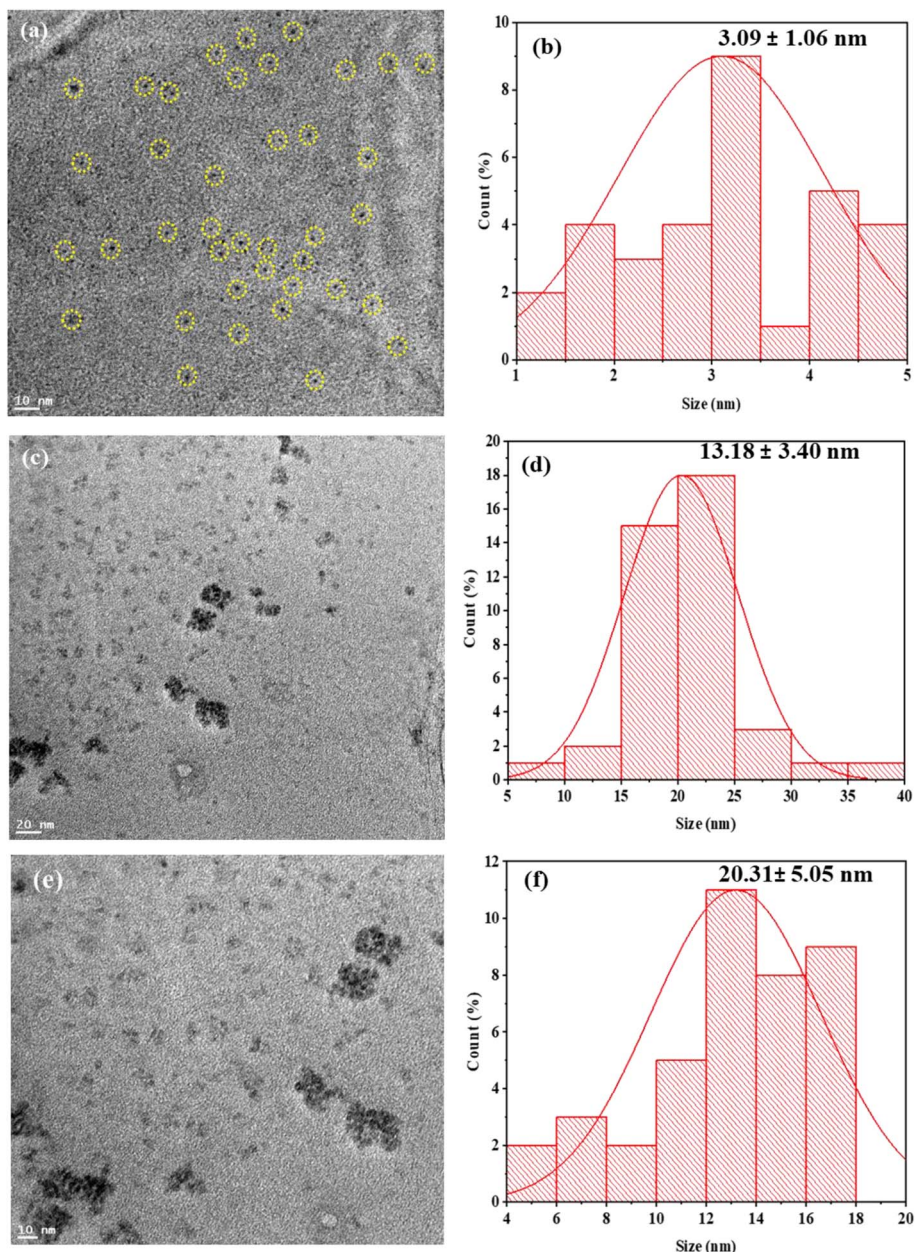 (a)
10 nm
(b)
3.09 ± 1.06 nm
10
8
6
4
2
0
Count (%)
1 2 3 4 5
Size (nm)
(c)
20 nm
(d)
13.18 ± 3.40 nm
20
18
16
14
12
10
8
6
4
2
0
Count (%)
5 10 15 20 25 30 35 40
Size (nm)
(e)
10 nm
(f)
20.31± 5.05 nm
12
10
8
6
4
2
0
Count (%)
4 6 8 10 12 14 16 18 20
Size (nm)